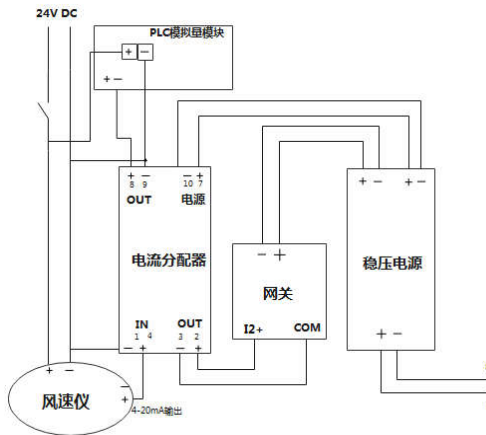 24V DC
PLC模拟量模块
+ −
+ −
+ − − +
8 9 10 7
OUT 电源
电流分配器
IN OUT
1 4 3 2
− + − +
− +
网关
I2+ COM
+ − + −
稳压电源
+ −
+ −
风速仪
−
+
4-20mA输出